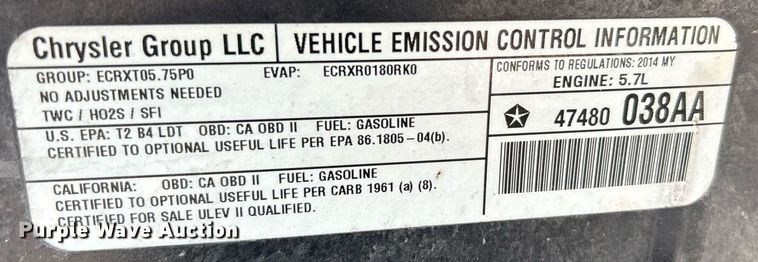 Chrysler Group LLC
VEHICLE EMISSION CONTROL INFORMATION
GROUP: ECRXT05.75P0 EVAP: ECRXR0180RK0
NO ADJUSTMENTS NEEDED
TWC / HO2S / SFI
CONFORMS TO REGULATIONS: 2014 MY
ENGINE: 5.7L
47480 038AA
U.S. EPA: T2 B4 LDT OBD: CA OBD II FUEL: GASOLINE
CERTIFIED TO OPTIONAL USEFUL LIFE PER EPA 86.1805-04(b).
CALIFORNIA: OBD: CA OBD II FUEL: GASOLINE
CERTIFIED TO OPTIONAL USEFUL LIFE PER CARB 1961 (a) (8).
CERTIFIED FOR SALE ULEV II QUALIFIED.
Purple Wave Auction